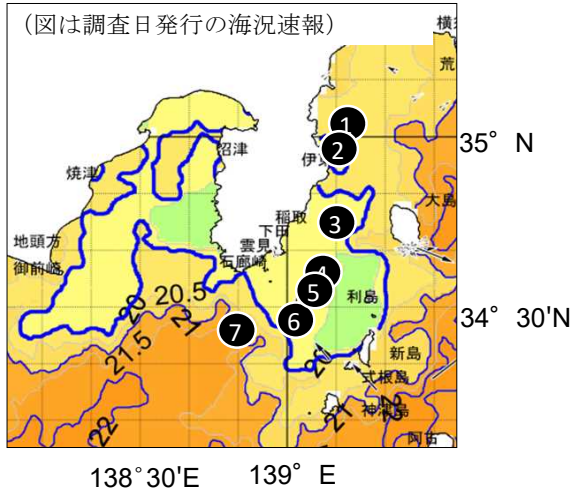 （図は調査日発行の海況速報）
横
荒
1
35° N
2
沼津
伊
焼津
大島
稲取
3
下田
地頭方
雲見
石廊崎
御前崎
4
5
利島
20
20.5
6
34° 30'N
7
21
21.5
新島
20
式根島
神津島
21
22
22
阿古
138°30'E
139° E